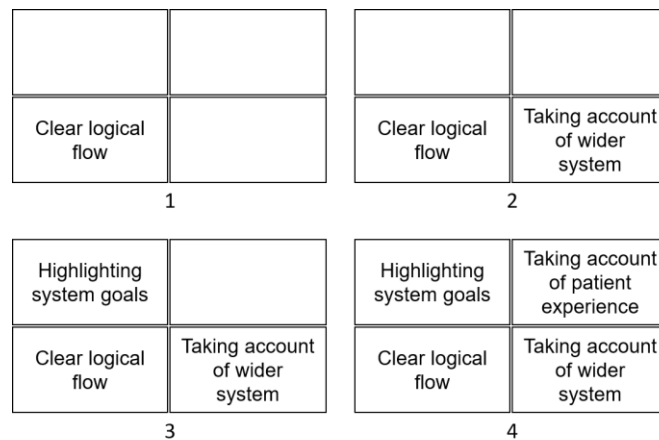 Clear logical
flow
1
Clear logical
flow
Taking account
of wider
system
2
Highlighting
system goals
Clear logical
flow
Taking account
of wider
system
3
Highlighting
system goals
Taking account
of patient
experience
Clear logical
flow
Taking account
of wider
system
4